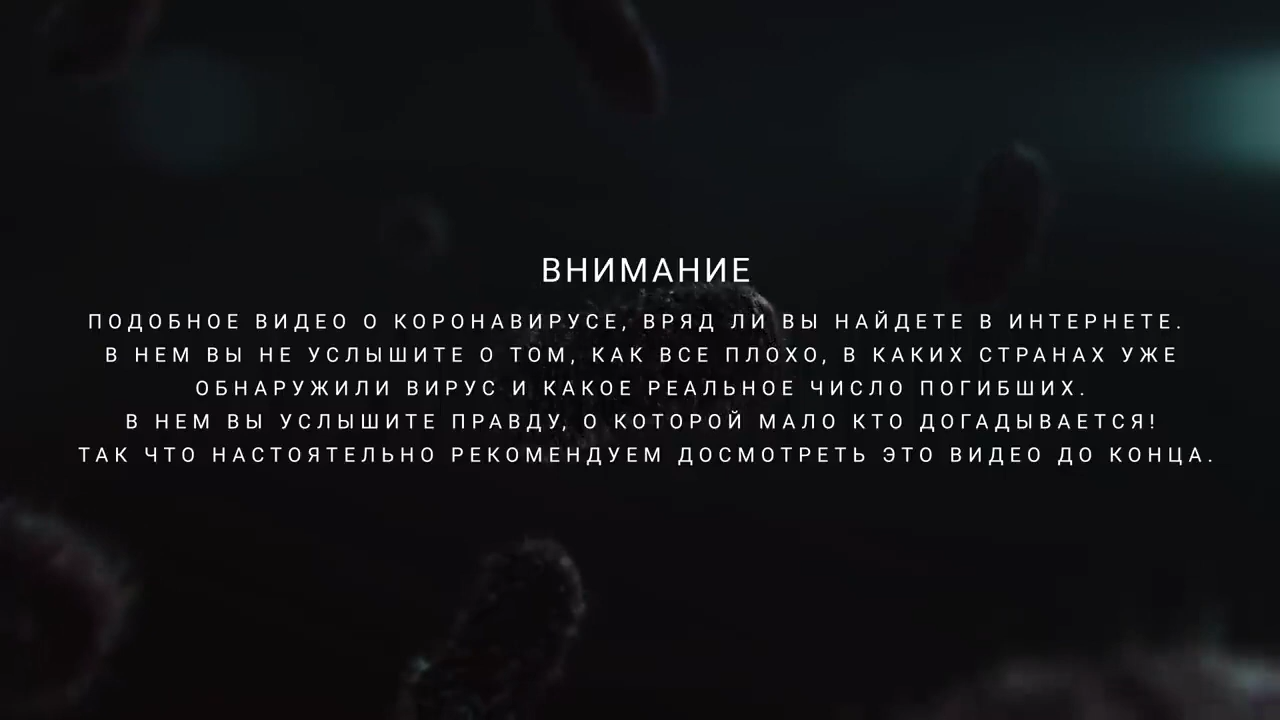 ВНИМАНИЕ
ПОДОБНОЕ ВИДЕО О КОРОНАВИРУСЕ, ВРЯД ЛИ ВЫ НАЙДЕТЕ В ИНТЕРНЕТЕ.
В НЕМ ВЫ НЕ УСЛЫШИТЕ О ТОМ, КАК ВСЕ ПЛОХО, В КАКИХ СТРАНАХ УЖЕ
ОБНАРУЖИЛИ ВИРУС И КАКОЕ РЕАЛЬНОЕ ЧИСЛО ПОГИБШИХ.
В НЕМ ВЫ УСЛЫШИТЕ ПРАВДУ, О КОТОРОЙ МАЛО КТО ДОГАДЫВАЕТСЯ!
ТАК ЧТО НАСТОЯТЕЛЬНО РЕКОМЕНДУЕМ ДОСМОТРЕТЬ ЭТО ВИДЕО ДО КОНЦА.